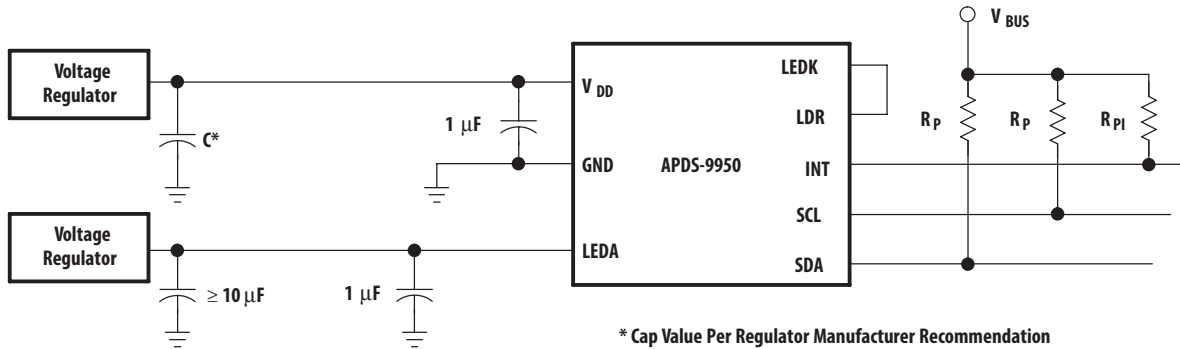 Voltage
Regulator
C*
1 µF
V DD
GND
LEDA
APDS-9950
LEDK
LDR
INT
SCL
SDA
V BUS
R P
R P
R PI
Voltage
Regulator
≥ 10 µF
1 µF
* Cap Value Per Regulator Manufacturer Recommendation